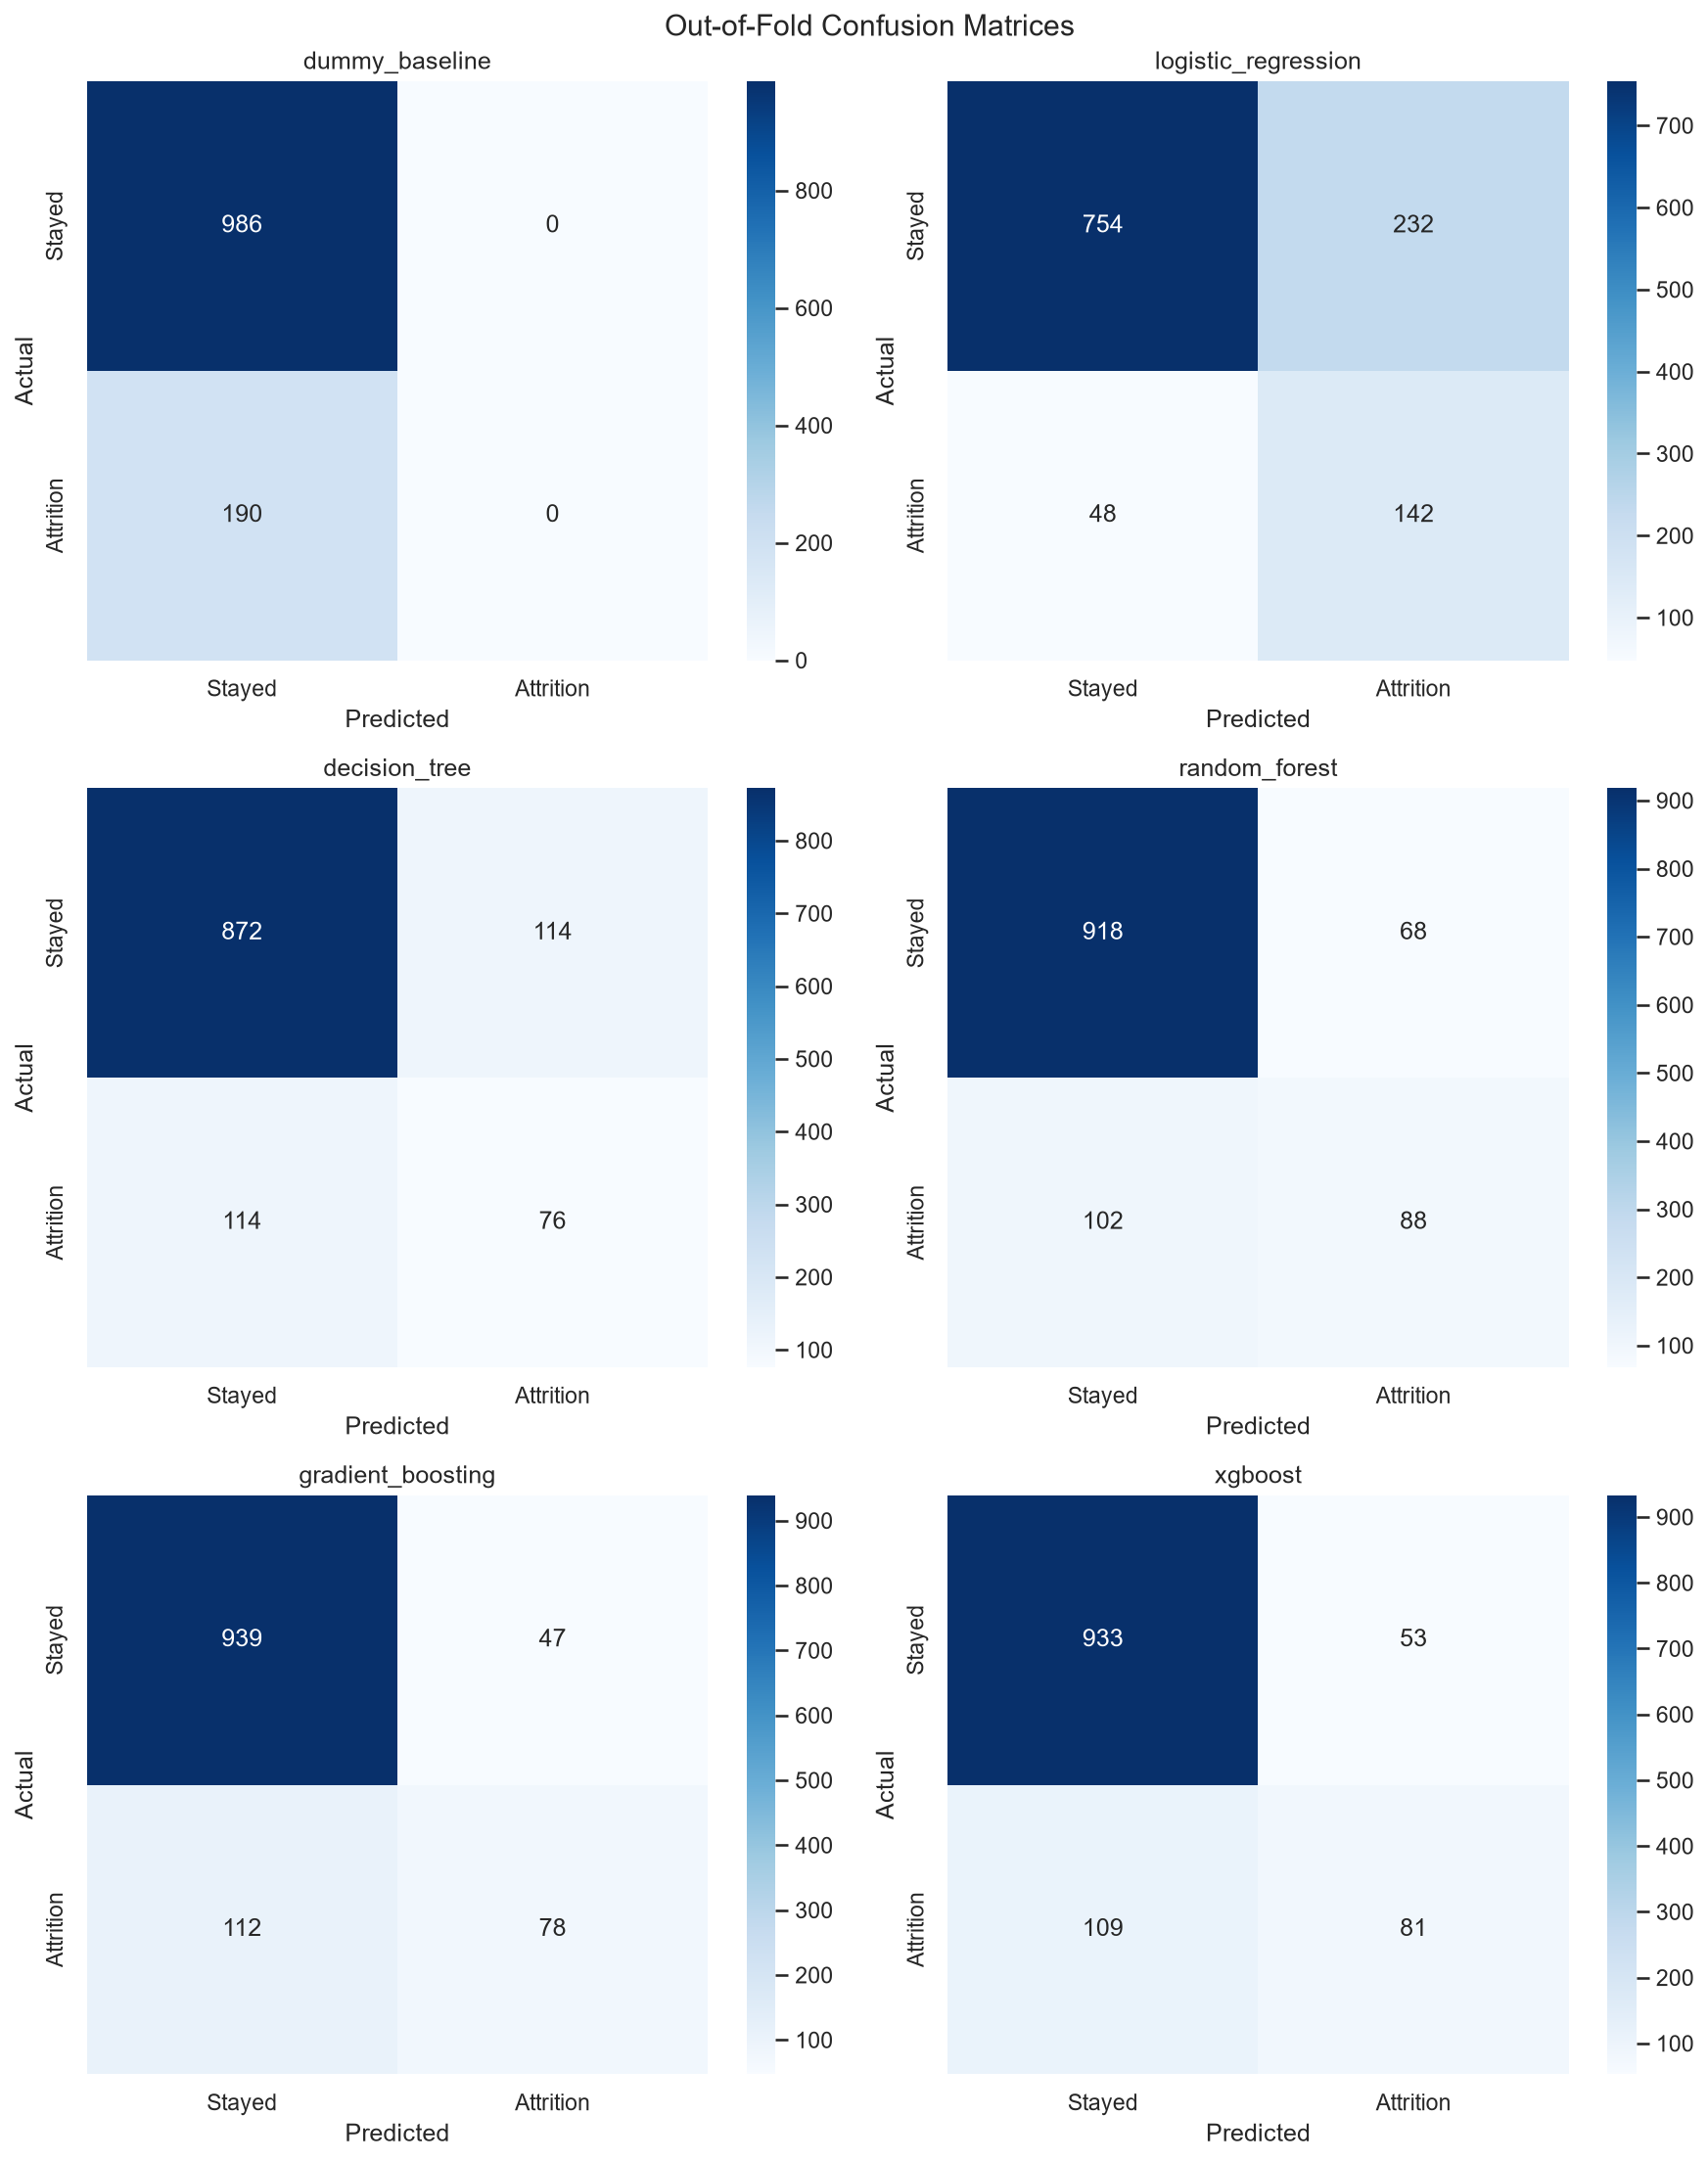 Out-of-Fold Confusion Matrices
dummy_baseline
Stayed
Attrition
Actual
986
0
190
0
Stayed
Attrition
Predicted
800
600
400
200
0
logistic_regression
Stayed
Attrition
Actual
754
232
48
142
Stayed
Attrition
Predicted
700
600
500
400
300
200
100
decision_tree
Stayed
Attrition
Actual
872
114
114
76
Stayed
Attrition
Predicted
800
700
600
500
400
300
200
100
random_forest
Stayed
Attrition
Actual
918
68
102
88
Stayed
Attrition
Predicted
900
800
700
600
500
400
300
200
100
gradient_boosting
Stayed
Attrition
Actual
939
47
112
78
Stayed
Attrition
Predicted
900
800
700
600
500
400
300
200
100
xgboost
Stayed
Attrition
Actual
933
53
109
81
Stayed
Attrition
Predicted
900
800
700
600
500
400
300
200
100